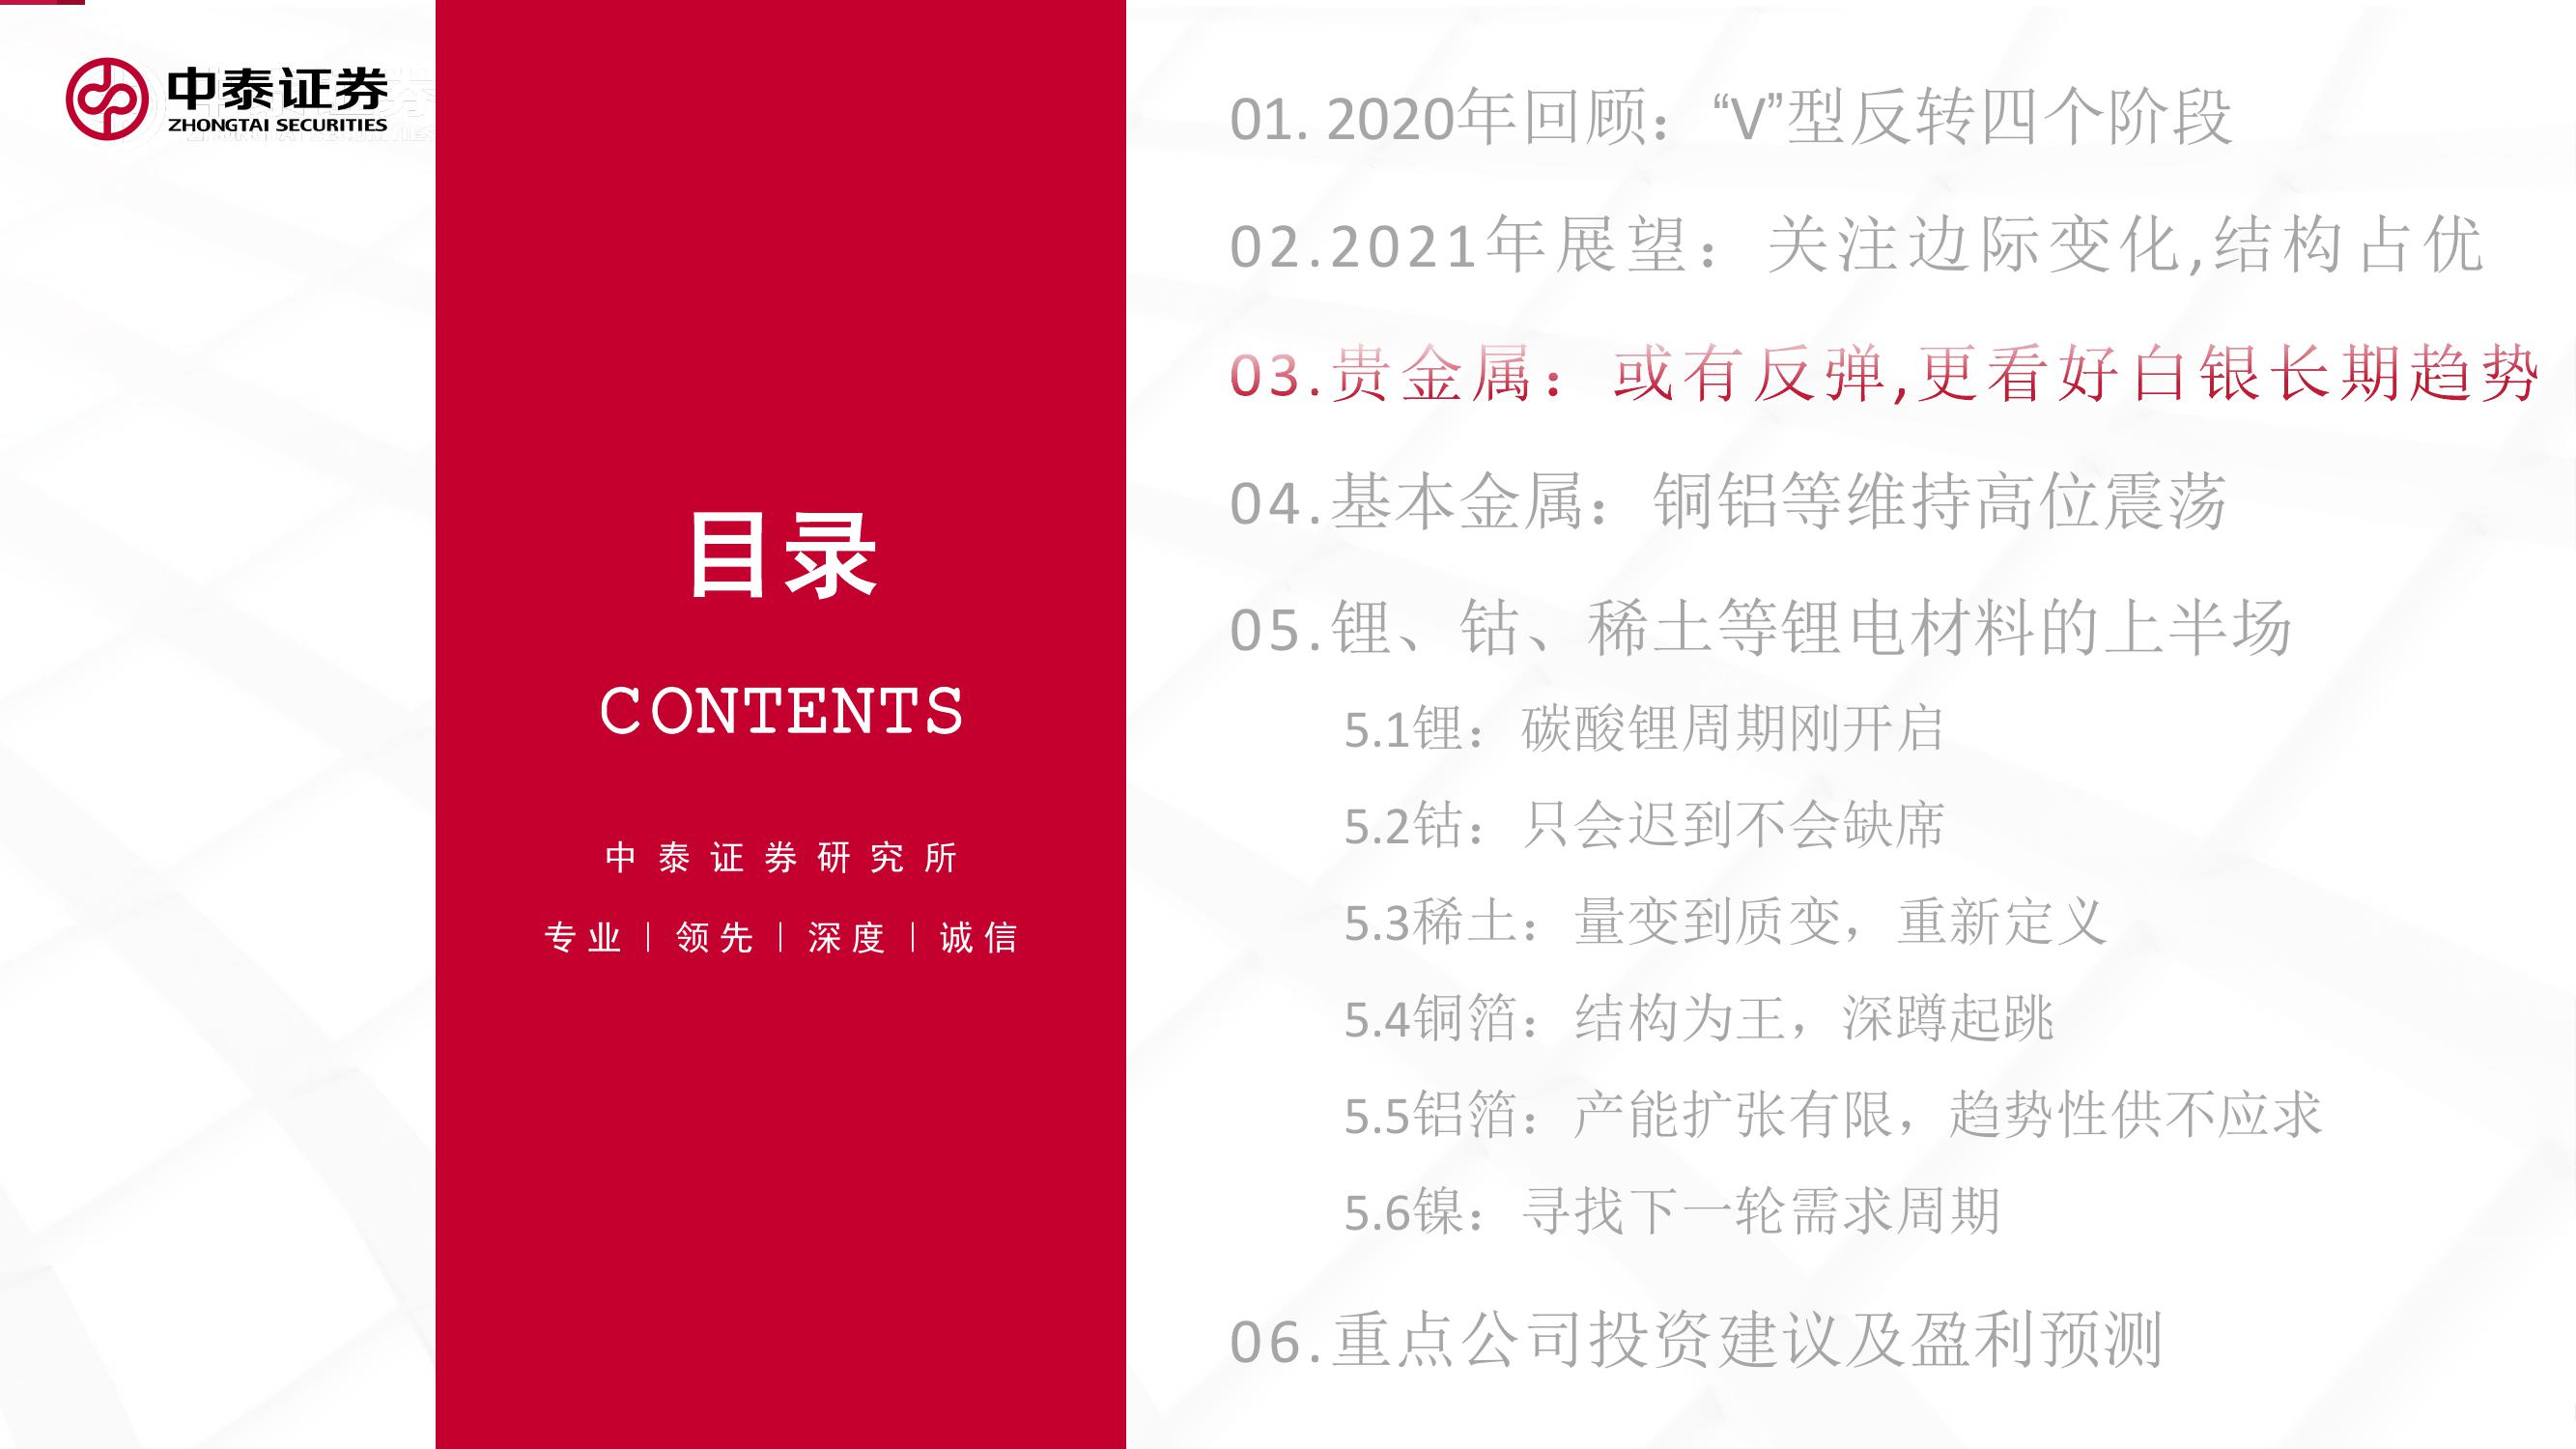 中泰证券
ZHONGTAI SECURITIES
目录
CONTENTS
中泰证券研究所
专业｜领先｜深度｜诚信
01. 2020年回顾：“V”型反转四个阶段
02.2021年展望：关注边际变化,结构占优
03.贵金属：或有反弹,更看好白银长期趋势
04.基本金属：铜铝等维持高位震荡
05.锂、钴、稀土等锂电材料的上半场
5.1锂：碳酸锂周期刚开启
5.2钴：只会迟到不会缺席
5.3稀土：量变到质变，重新定义
5.4铜箔：结构为王，深蹲起跳
5.5铝箔：产能扩张有限，趋势性供不应求
5.6镍：寻找下一轮需求周期
06.重点公司投资建议及盈利预测